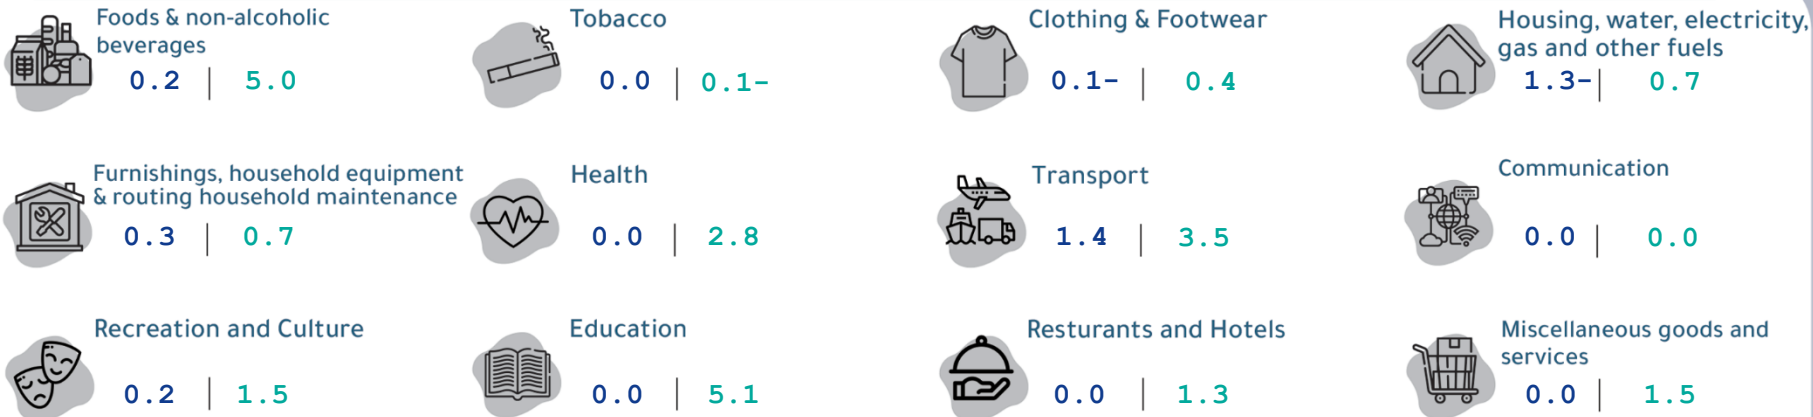 Foods & non-alcoholic
beverages
0.2 | 5.0
Tobacco
0.0 | 0.1-
Clothing & Footwear
0.1- | 0.4
Housing, water, electricity,
gas and other fuels
1.3- | 0.7
Furnishings, household equipment
& routing household maintenance
0.3 | 0.7
Health
0.0 | 2.8
Transport
1.4 | 3.5
Communication
0.0 | 0.0
Recreation and Culture
0.2 | 1.5
Education
0.0 | 5.1
Resturants and Hotels
0.0 | 1.3
Miscellaneous goods and
services
0.0 | 1.5